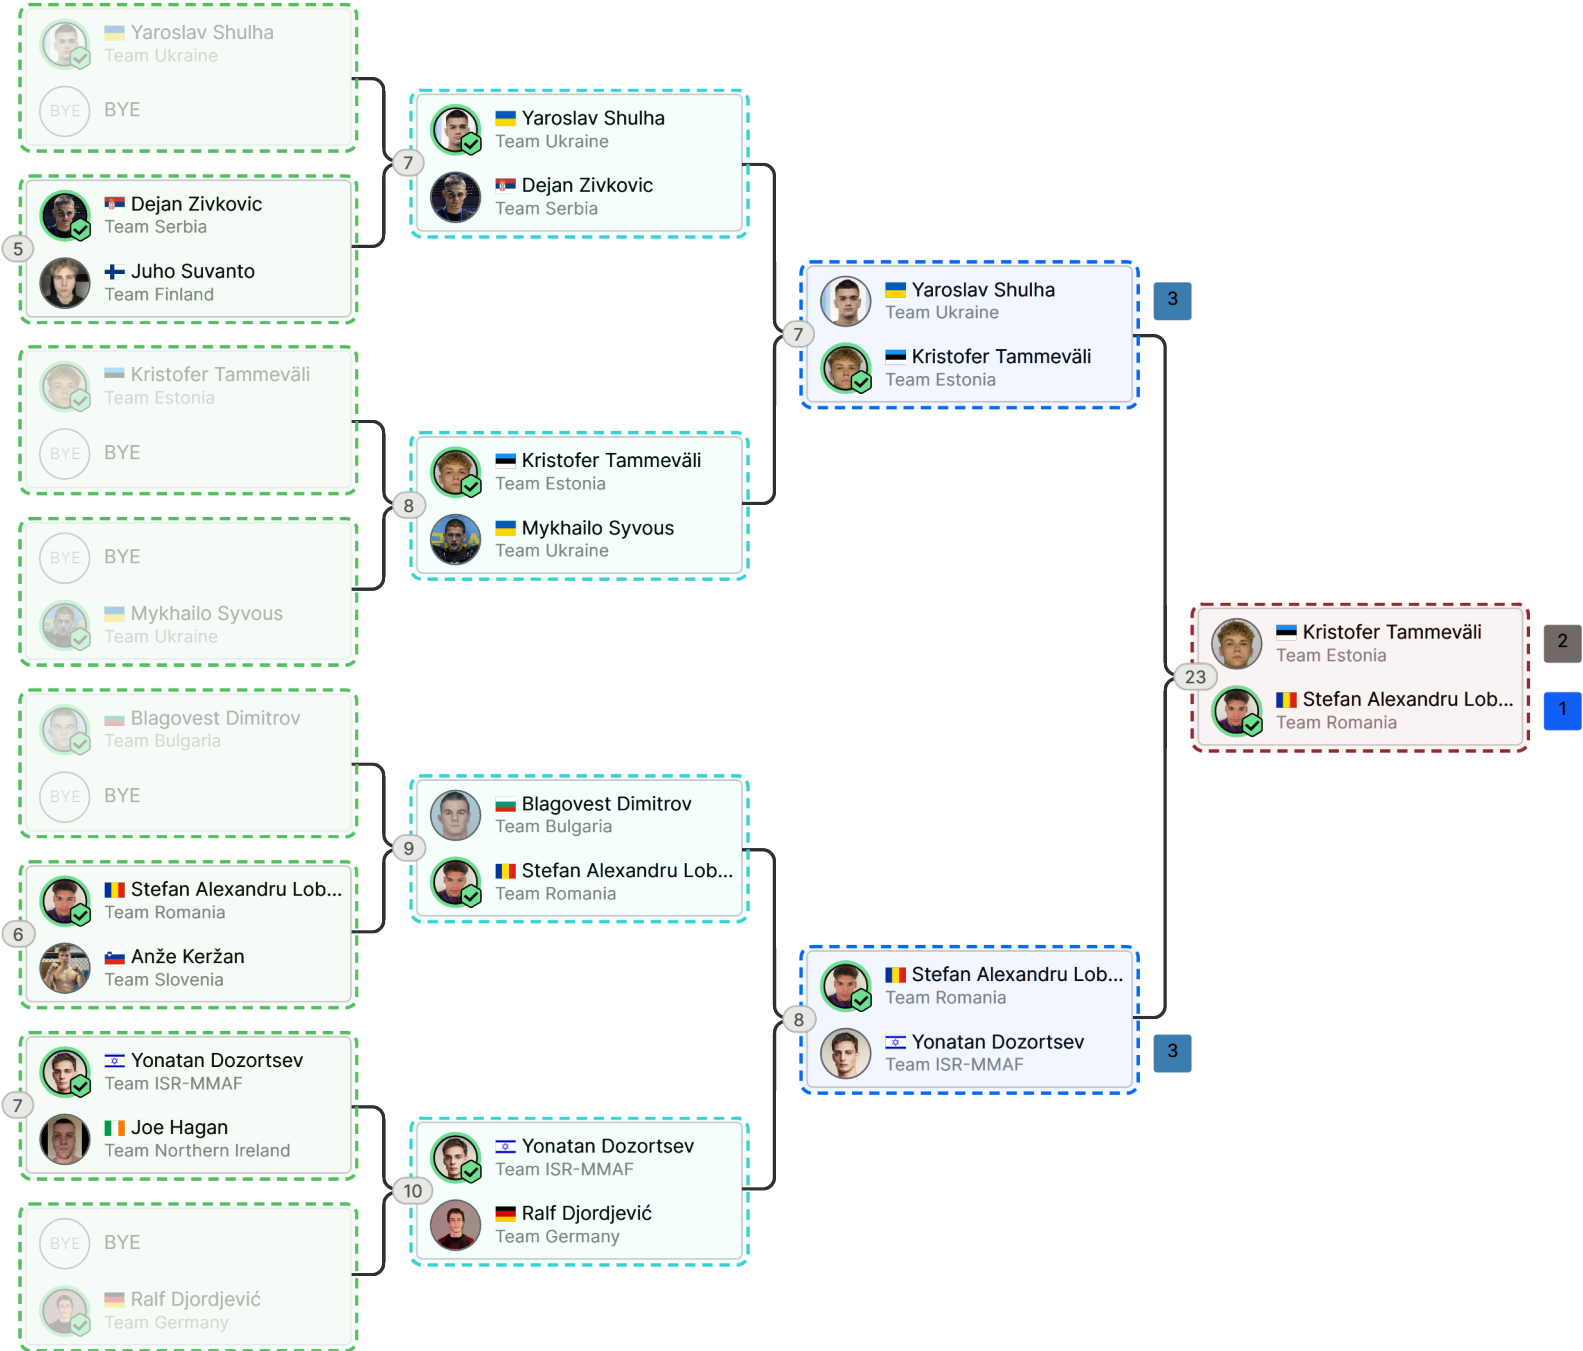 Yaroslav Shulha
Team Ukraine
BYE BYE
5
Dejan Zivkovic
Team Serbia
Juho Suvanto
Team Finland
Kristofer Tammeväli
Team Estonia
BYE BYE
BYE BYE
Mykhailo Syvous
Team Ukraine
Blagovest Dimitrov
Team Bulgaria
BYE BYE
6
Stefan Alexandru Lob...
Team Romania
Anže Keržan
Team Slovenia
7
Yonatan Dozortsev
Team ISR-MMAF
Joe Hagan
Team Northern Ireland
BYE BYE
Ralf Djordjević
Team Germany
7
Yaroslav Shulha
Team Ukraine
Dejan Zivkovic
Team Serbia
8
Kristofer Tammeväli
Team Estonia
Mykhailo Syvous
Team Ukraine
9
Blagovest Dimitrov
Team Bulgaria
Stefan Alexandru Lob...
Team Romania
10
Yonatan Dozortsev
Team ISR-MMAF
Ralf Djordjević
Team Germany
7
Yaroslav Shulha
Team Ukraine
3
Kristofer Tammeväli
Team Estonia
8
Stefan Alexandru Lob...
Team Romania
Yonatan Dozortsev
Team ISR-MMAF
3
23
Kristofer Tammeväli
Team Estonia
2
Stefan Alexandru Lob...
Team Romania
1